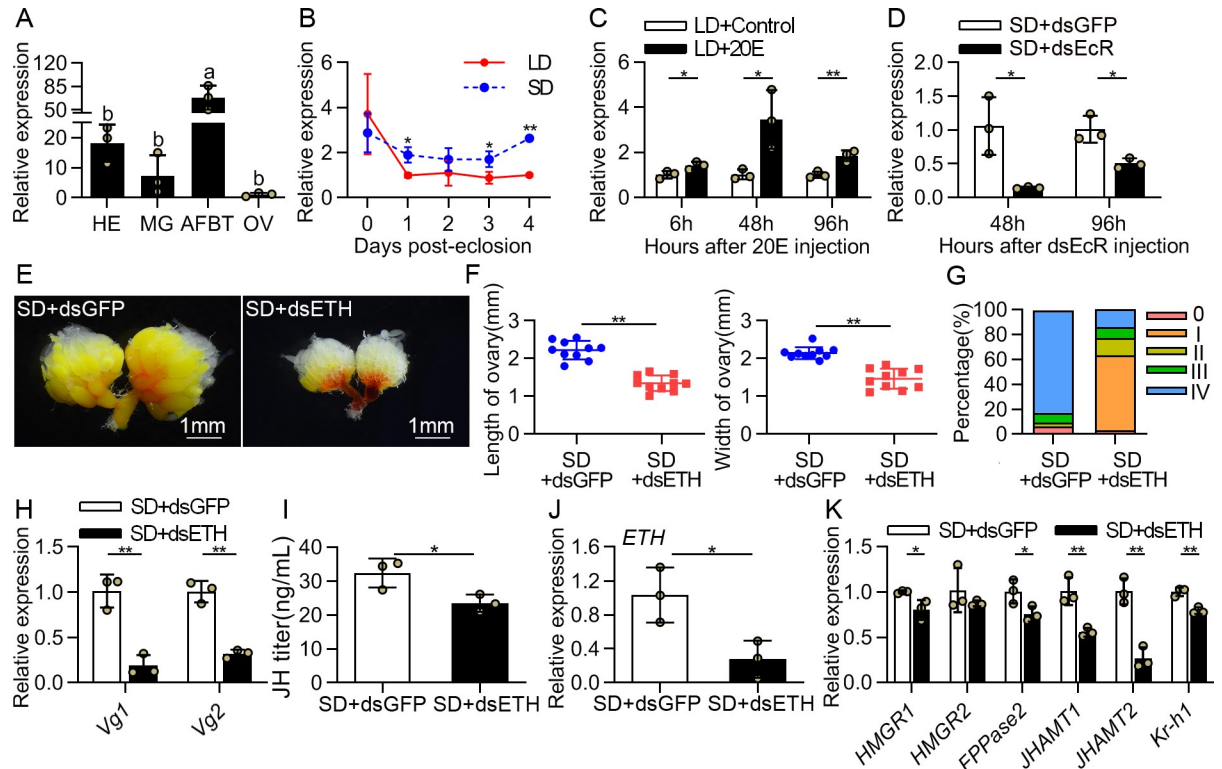 A
Relative expression
120
85
50
20
10
0
b
b
a
b
HE MG AFBT OV
B
Relative expression
6
4
2
0
LD
SD
*
*
**
0 1 2 3 4
Days post-eclosion
C
LD+Control
LD+20E
Relative expression
6
4
2
0
*
*
**
6h 48h 96h
Hours after 20E injection
D
SD+dsGFP
SD+dsEcR
Relative expression
2.0
1.5
1.0
0.5
0.0
*
*
48h 96h
Hours after dsEcR injection
E
SD+dsGFP
1mm
SD+dsETH
1mm
F
Length of ovary(mm)
3
2
1
0
**
SD
+dsGFP
SD
+dsETH
Width of ovary(mm)
3
2
1
0
**
SD
+dsGFP
SD
+dsETH
G
Percentage(%)
100
80
60
40
20
0
SD
+dsGFP
SD
+dsETH
0
I
II
III
IV
H
SD+dsGFP
SD+dsETH
Relative expression
1.5
1.0
0.5
0.0
**
**
Vg1
Vg2
I
JH titer(ng/mL)
40
30
20
10
0
*
SD+dsGFP SD+dsETH
J
ETH
Relative expression
1.6
1.2
0.8
0.4
0.0
*
SD+dsGFP SD+dsETH
K
SD+dsGFP
SD+dsETH
Relative expression
1.5
1.0
0.5
0.0
*
*
**
**
**
HMGR1
HMGR2
FPPase2
JHAMT1
JHAMT2
Kr-h1